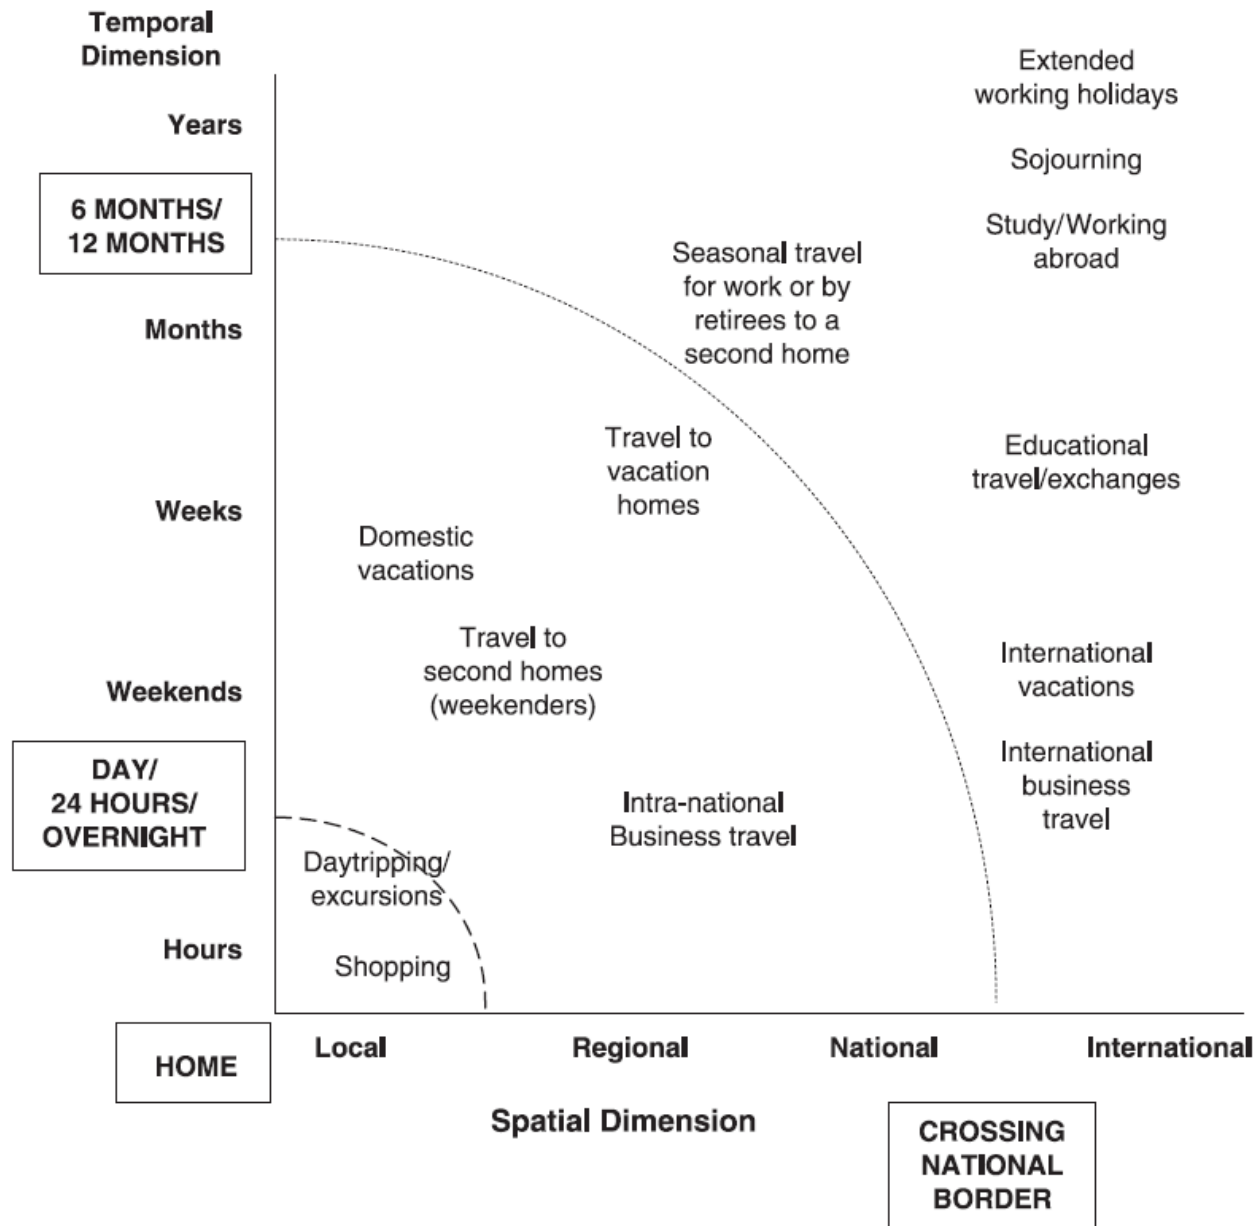 Temporal
Dimension
Years
6 MONTHS/
12 MONTHS
Months
Weeks
Weekends
DAY/
24 HOURS/
OVERNIGHT
Hours
HOME
Extended
working holidays
Sojourning
Study/Working
abroad
Seasonal travel
for work or by
retirees to a
second home
Travel to
vacation
homes
Educational
travel/exchanges
Domestic
vacations
Travel to
second homes
(weekenders)
International
vacations
International
business
travel
Intra-national
Business travel
Daytripping/
excursions
Shopping
Local
Regional
National
International
Spatial Dimension
CROSSING
NATIONAL
BORDER